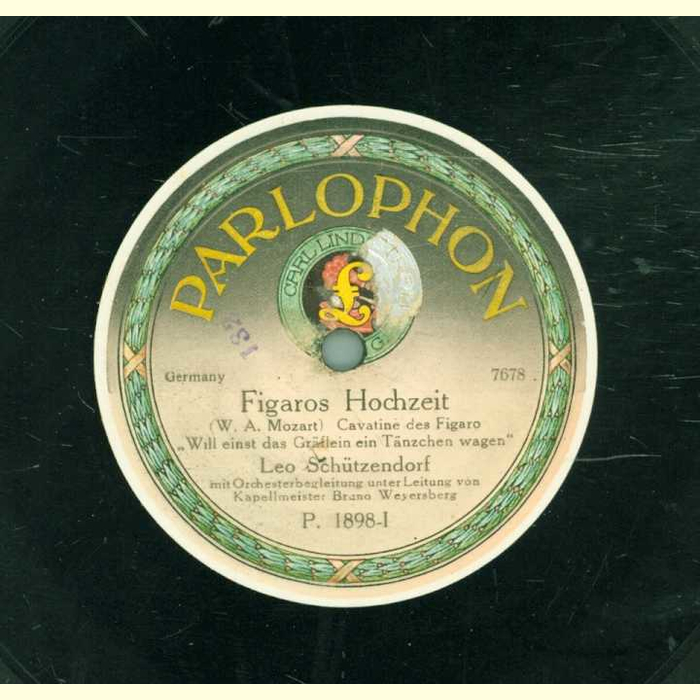 PARLOPHON
CARL LIND
£
G
Germany
7678
Figaros Hochzeit
(W. A. Mozart) Cavatine des Figaro
„Will einst das Gräflein ein Tänzchen wagen“
Leo Schützendorf
mit Orchesterbegleitung unter Leitung von
Kapellmeister Bruno Weyersberg
P. 1898-I